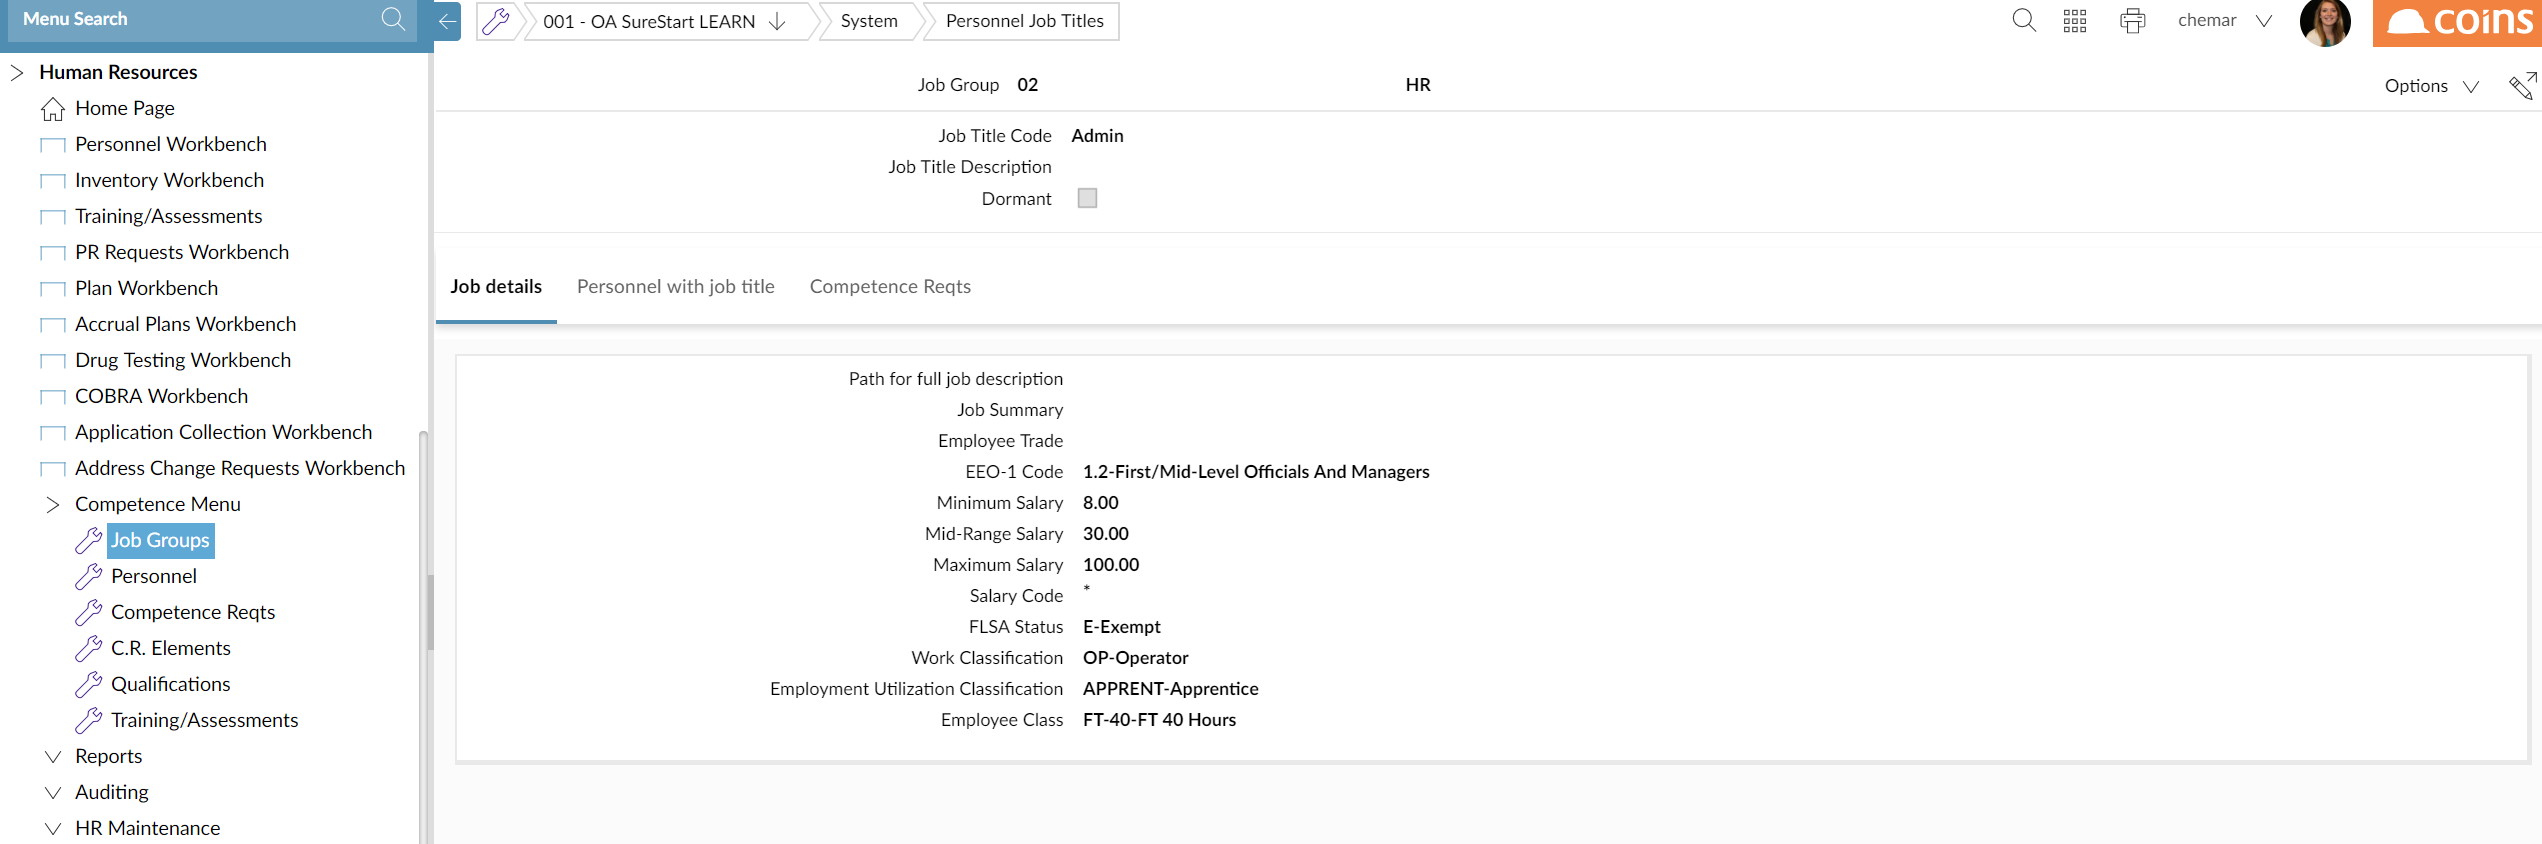 Menu Search
001 - OA SureStart LEARN
System
Personnel Job Titles
chemar
coins
Human Resources
Home Page
Personnel Workbench
Inventory Workbench
Training/Assessments
PR Requests Workbench
Plan Workbench
Accrual Plans Workbench
Drug Testing Workbench
COBRA Workbench
Application Collection Workbench
Address Change Requests Workbench
Competence Menu
Job Groups
Personnel
Competence Reqts
C.R. Elements
Qualifications
Training/Assessments
Reports
Auditing
HR Maintenance
Job Group 02 HR
Options
Job Title Code Admin
Job Title Description
Dormant
Job details Personnel with job title Competence Reqts
Path for full job description
Job Summary
Employee Trade
EEO-1 Code 1.2-First/Mid-Level Officials And Managers
Minimum Salary 8.00
Mid-Range Salary 30.00
Maximum Salary 100.00
Salary Code *
FLSA Status E-Exempt
Work Classification OP-Operator
Employment Utilization Classification APPRENT-Apprentice
Employee Class FT-40-FT 40 Hours